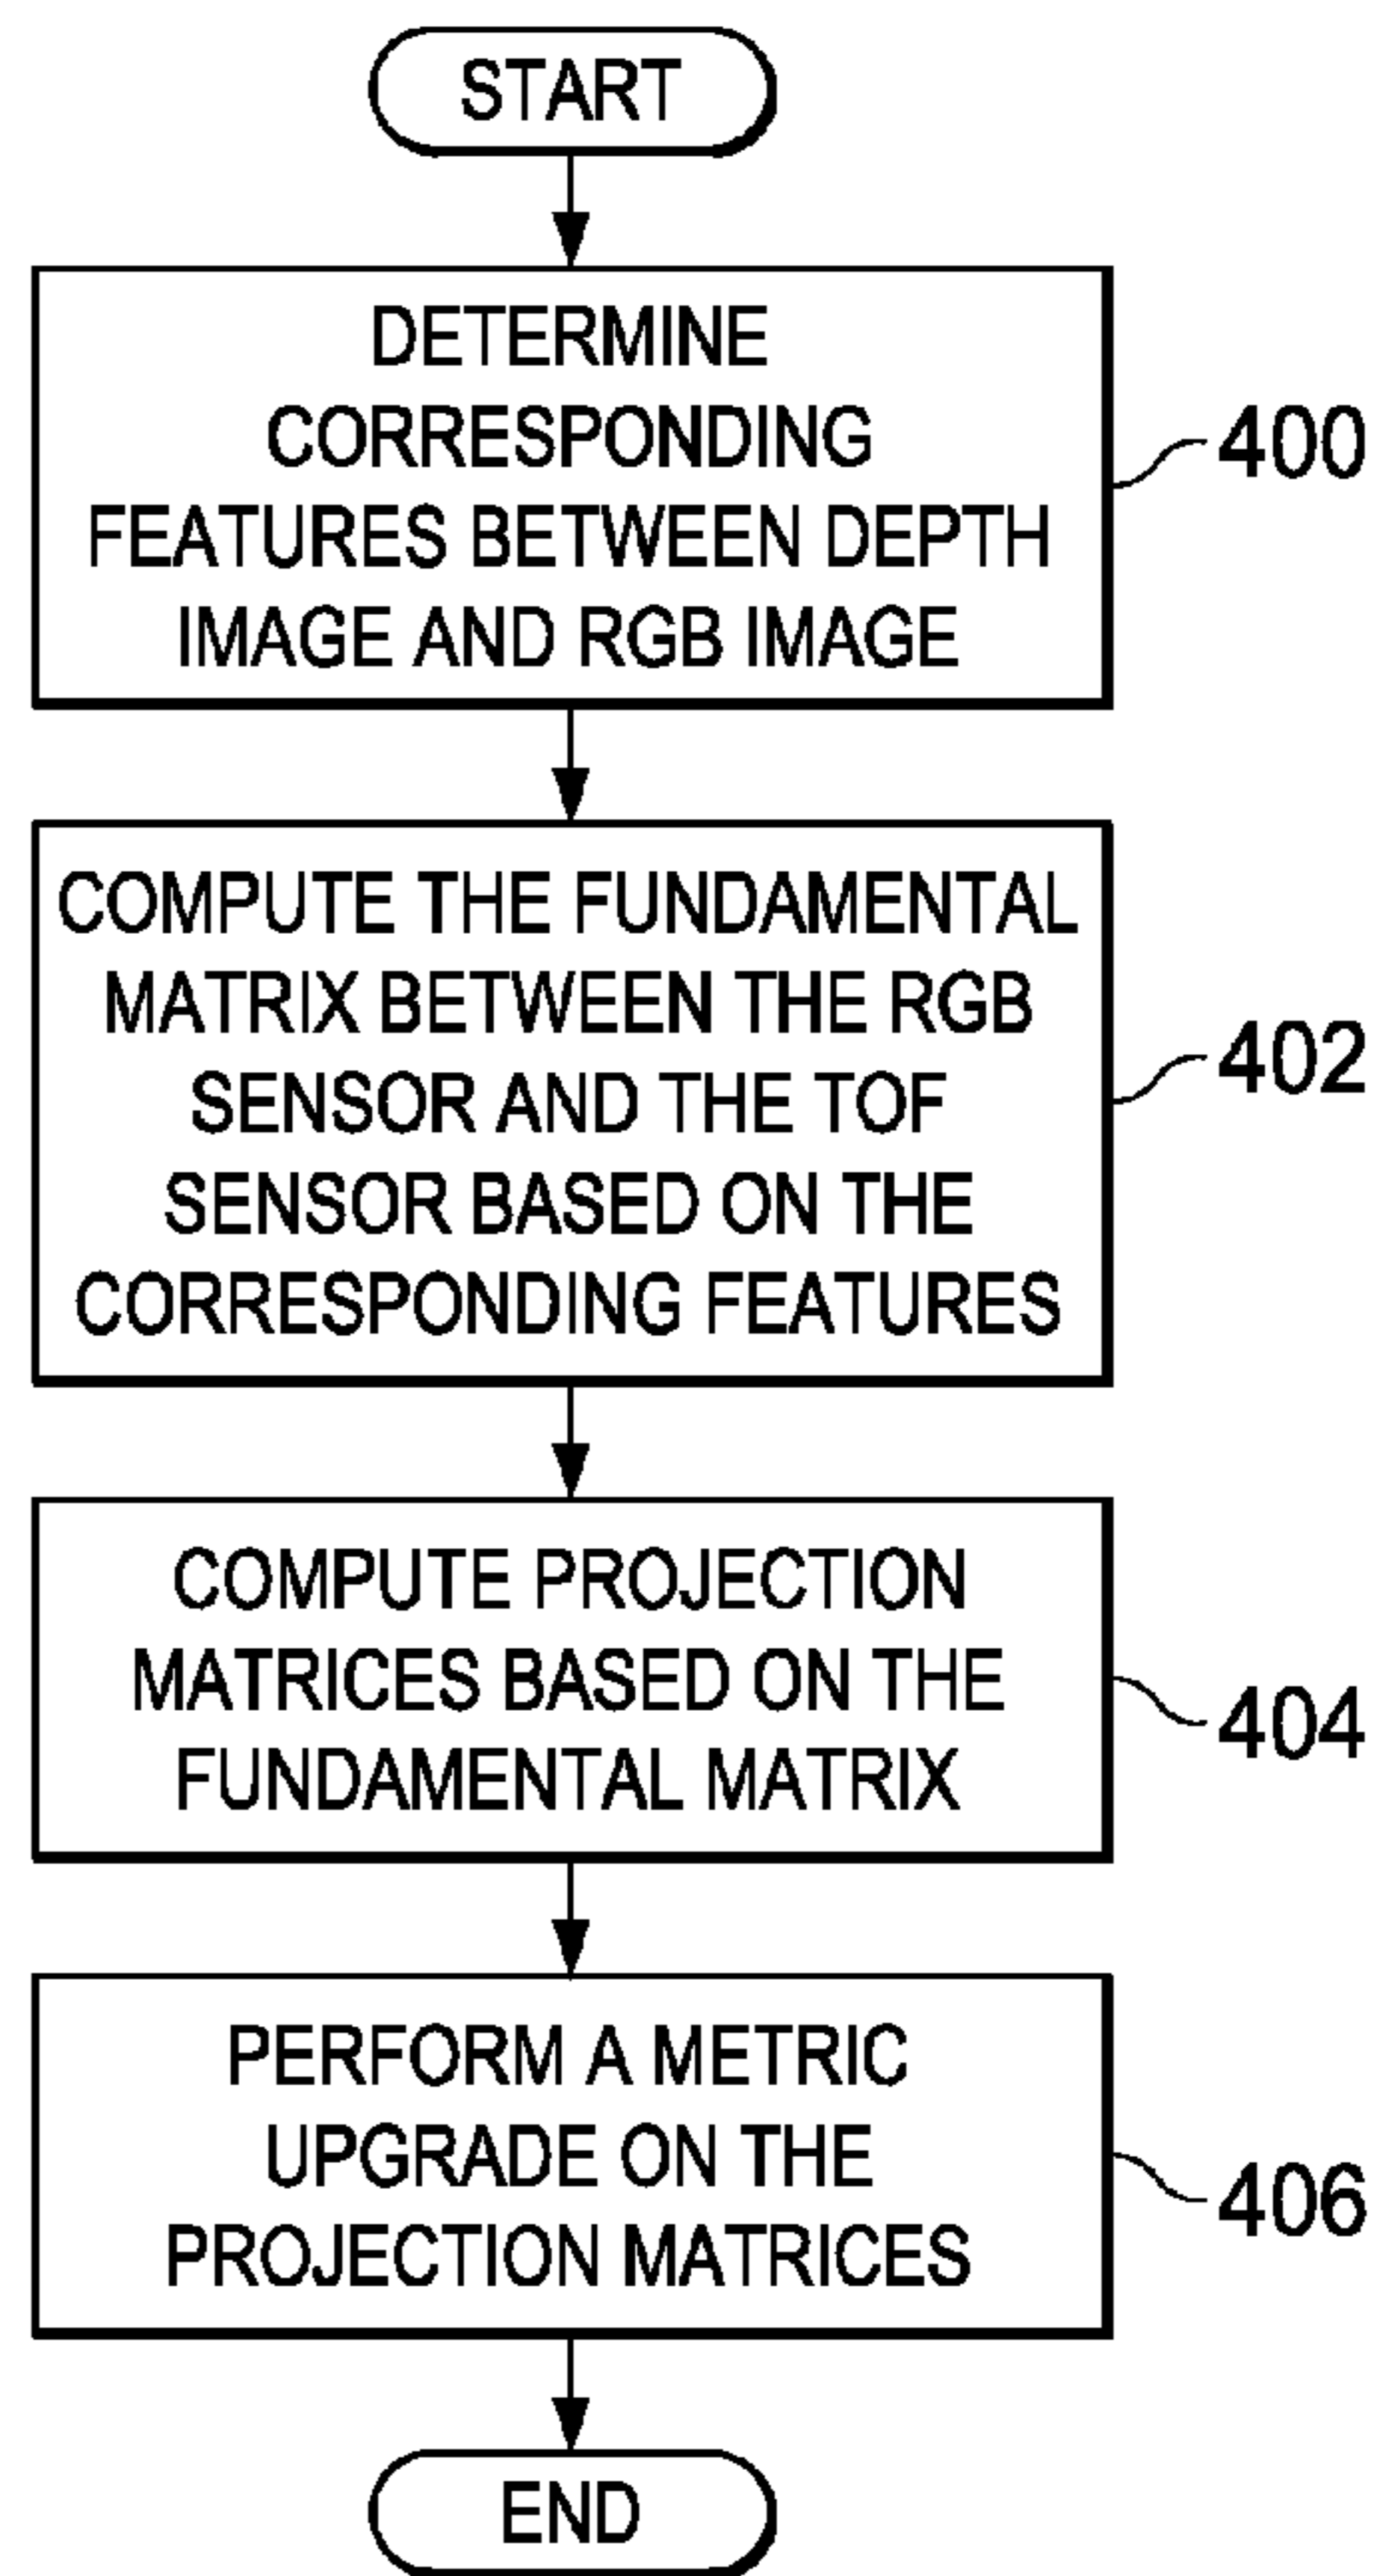 START
DETERMINE
CORRESPONDING
FEATURES BETWEEN DEPTH
IMAGE AND RGB IMAGE
400
COMPUTE THE FUNDAMENTAL
MATRIX BETWEEN THE RGB
SENSOR AND THE TOF
SENSOR BASED ON THE
CORRESPONDING FEATURES
402
COMPUTE PROJECTION
MATRICES BASED ON THE
FUNDAMENTAL MATRIX
404
PERFORM A METRIC
UPGRADE ON THE
PROJECTION MATRICES
406
END